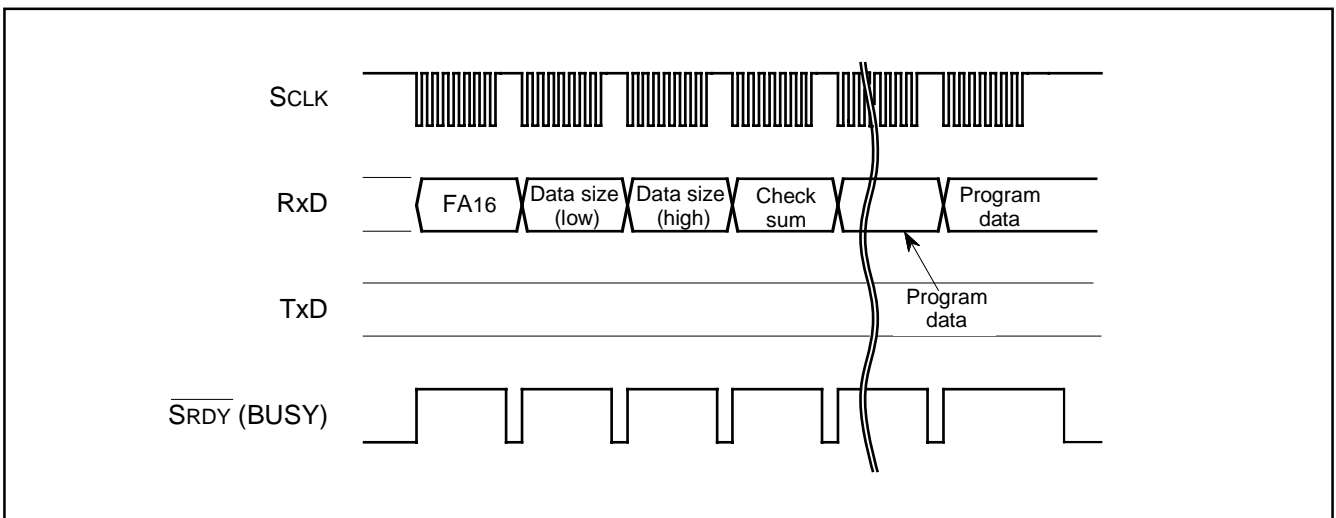 SCLK
RxD
FA16
Data size
(low)
Data size
(high)
Check
sum
Program
data
Program
data
TxD
SRDY (BUSY)